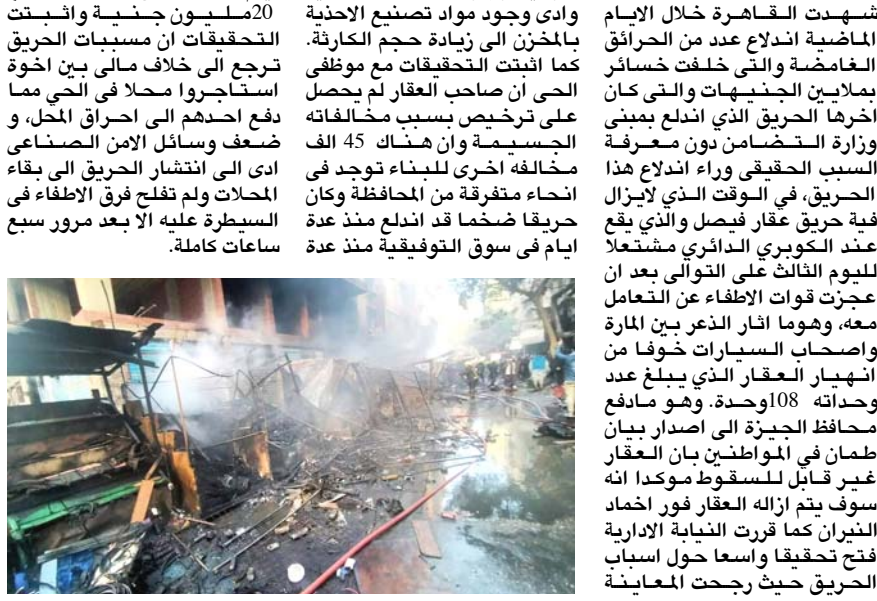 شهدت القاهرة خلال الايام
الماضية اندلاع عدد من الحرائق
الغامضة والتى خلفت خسائر
بملايين الجنيهات والتى كان
اخرها الحريق الذي اندلع بمبنى
وزارة التضامن دون معرفة
السبب الحقيقى وراء اندلاع هذا
الحريق، في الوقت الذي لايزال
فية حريق عقار فيصل والذي يقع
عند الكوبري الدائري مشتعلا
لليوم الثالث على التوالى بعد ان
عجزت قوات الاطفاء عن التعامل
معه، وهوما اثار الذعر بين المارة
واصحاب السيارات خوفا من
انهيار العقار الذي يبلغ عدد
وحداته 108وحدة. وهو مادفع
محافظ الجيزة الى اصدار بيان
طمان في المواطنين بان العقار
غير قابل للسقوط موكدا انه
سوف يتم ازاله العقار فور اخماد
النيران كما قررت النيابة الادارية
فتح تحقيقا واسعا حول اسباب
الحريق حيث رجحت المعاينة
وادى وجود مواد تصنيع الاحذية
بالمخزن الى زيادة حجم الكارثة.
كما اثبتت التحقيقات مع موظفى
الحى ان صاحب العقار لم يحصل
على ترخيص بسبب مخالفاته
الجسيمة وان هناك 45 الف
مخالفه اخرى للبناء توجد فى
انحاء متفرقة من المحافظة وكان
حريقا ضخما قد اندلع منذ عدة
ايام فى سوق التوفيقية منذ عدة
20مليون جنية واثبتت
التحقيقات ان مسببات الحريق
ترجع الى خلاف مالى بين اخوة
استاجروا محلا فى الحي مما
دفع احدهم الى احراق المحل، و
ضعف وسائل الامن الصناعى
ادى الى انتشار الحريق الى بقاء
المحلات ولم تفلح فرق الاطفاء فى
السيطرة عليه الا بعد مرور سبع
ساعات كاملة.